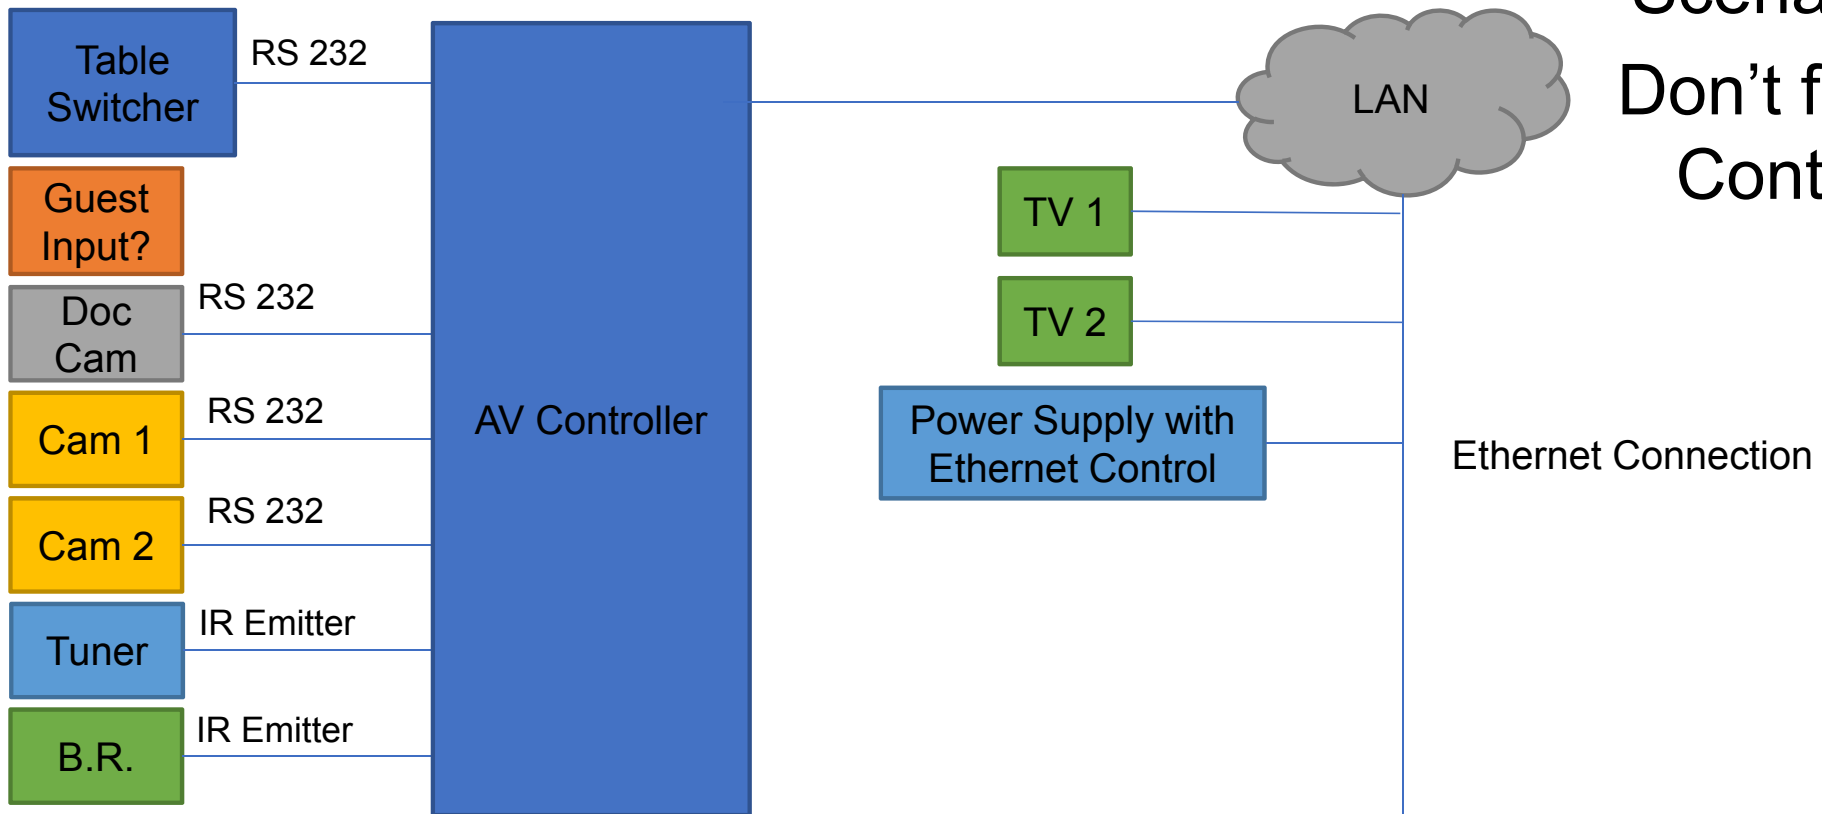 Table
Switcher
RS 232
Guest
Input?
Doc
Cam
RS 232
Cam 1
RS 232
Cam 2
RS 232
Tuner
IR Emitter
B.R.
IR Emitter
AV Controller
LAN
TV 1
TV 2
Power Supply with
Ethernet Control
Ethernet Connection
Don’t